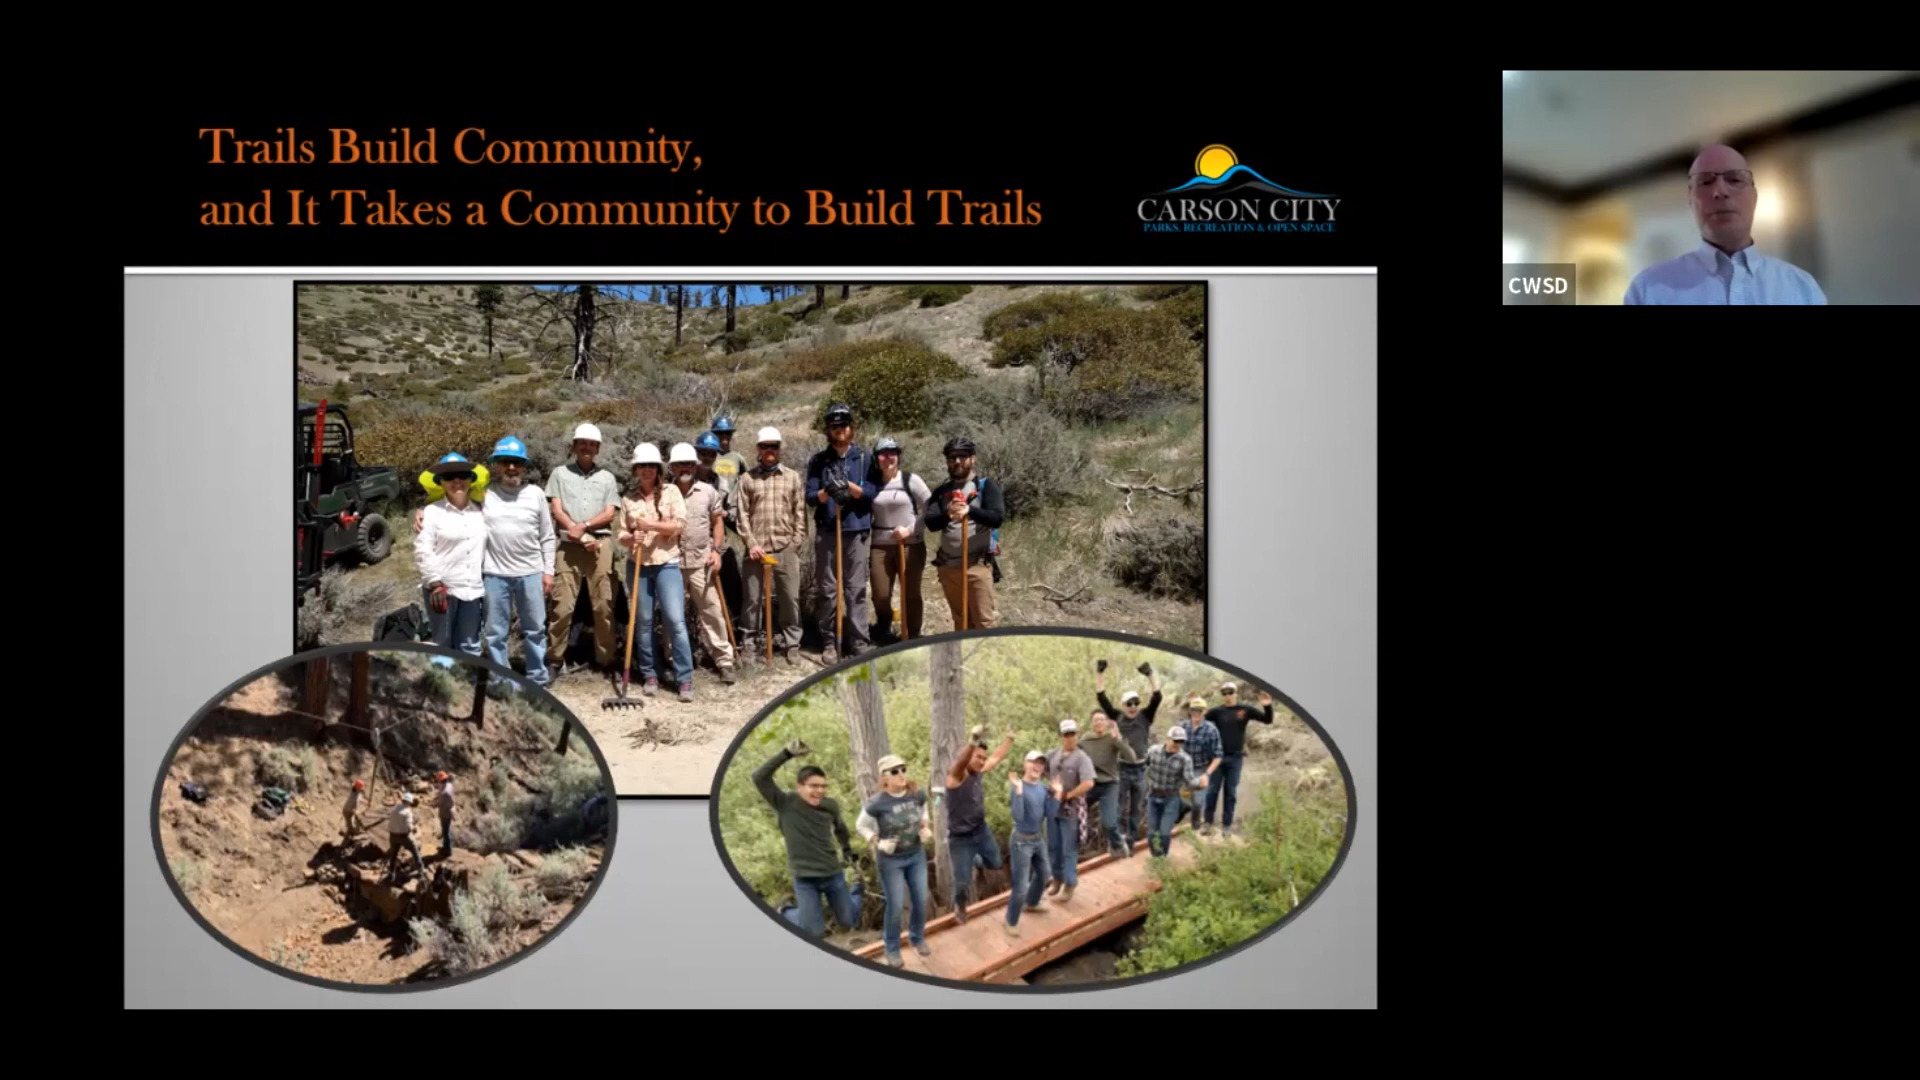 Trails Build Community,
and It Takes a Community to Build Trails
CARSON CITY
PARKS, RECREATION & OPEN SPACE
CWSD